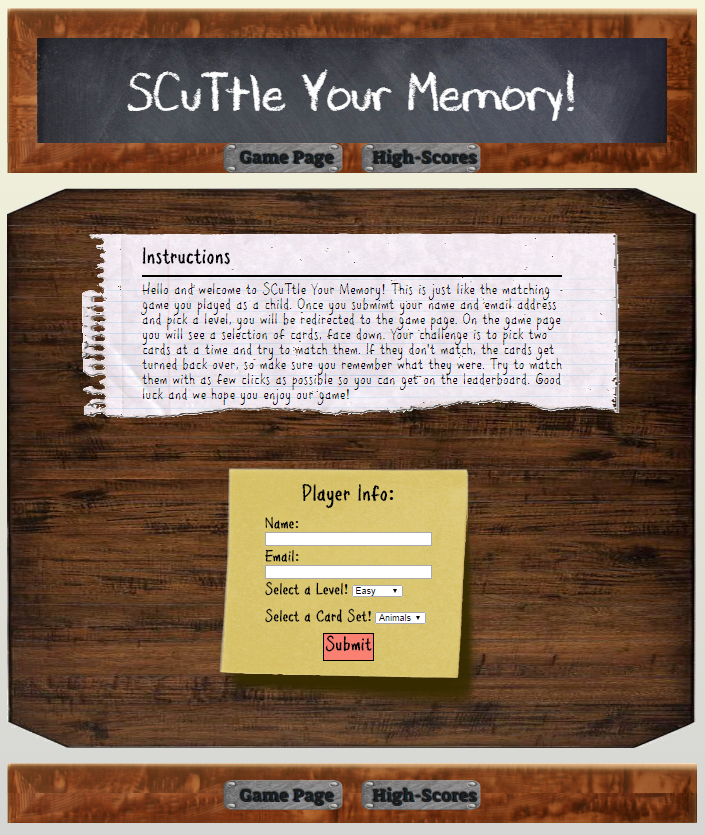 SCuTtle Your Memory!
Game Page High-Scores
Instructions
Hello and welcome to SCuTtle Your Memory! This is just like the matching
game you played as a child. Once you submimt your name and email address
and pick a level, you will be redirected to the game page. On the game page
you will see a selection of cards, face down. Your challenge is to pick two
cards at a time and try to match them. If they don't match, the cards get
turned back over, so make sure you remember what they were. Try to match
them with as few clicks as possible so you can get on the leaderboard. Good
luck and we hope you enjoy our game!
Player Info:
Name:
Email:
Select a Level! Easy
Select a Card Set! Animals
Submit
Game Page High-Scores